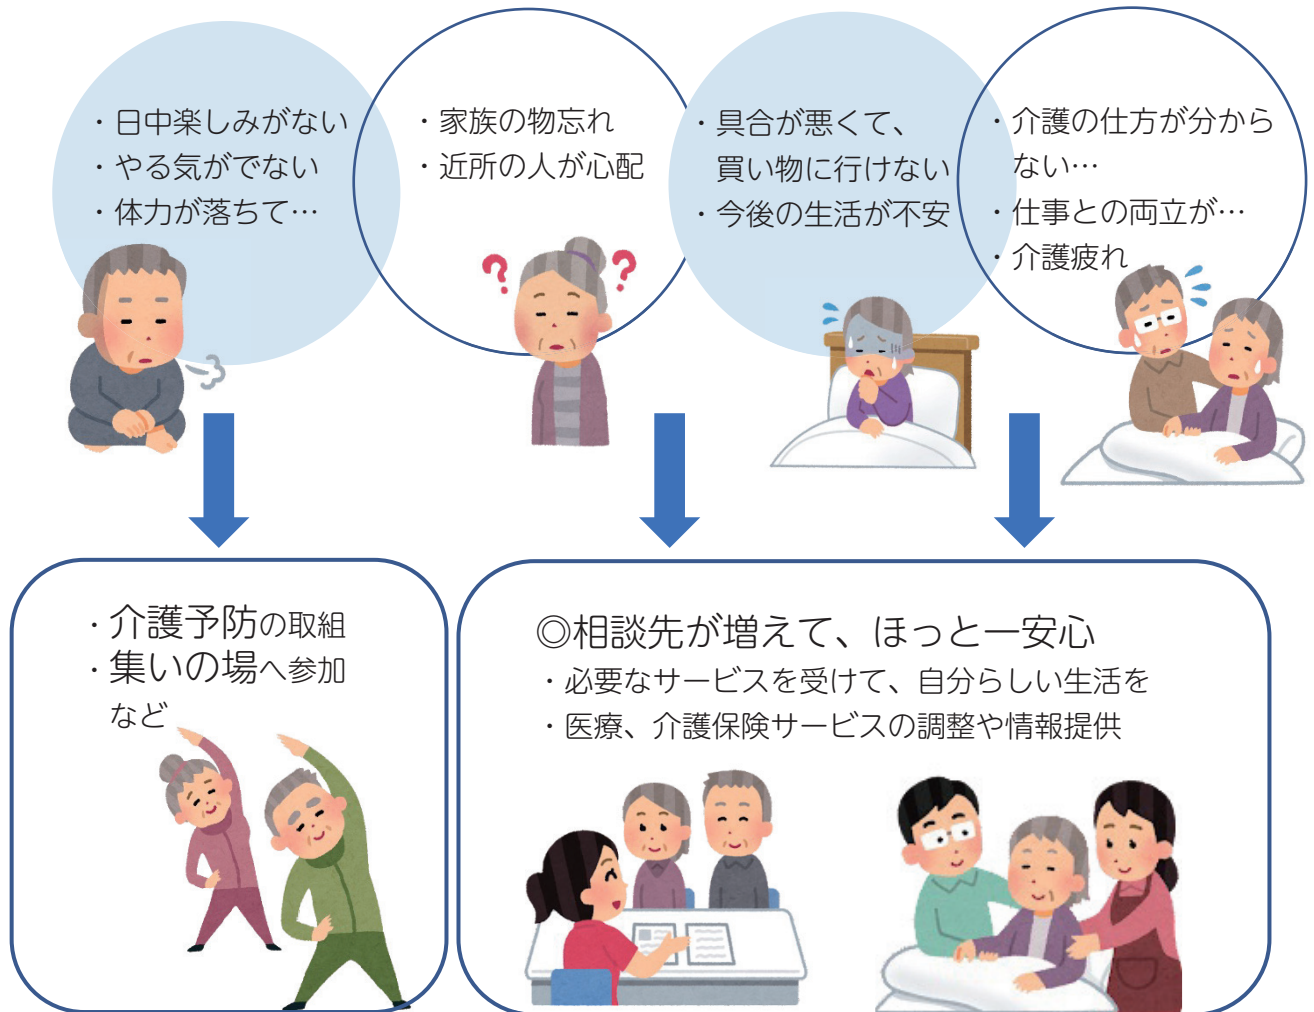 ・日中楽しみがない
・やる気がでない
・体力が落ちて…
・家族の物忘れ
・近所の人が心配
・具合が悪くて、
買い物に行けない
・今後の生活が不安
・介護の仕方が分から
ない…
・仕事との両立が…
・介護疲れ
??
・介護予防の取組
・集いの場へ参加
など
◎相談先が増えて、ほっと一安心
・必要なサービスを受けて、自分らしい生活を
・医療、介護保険サービスの調整や情報提供